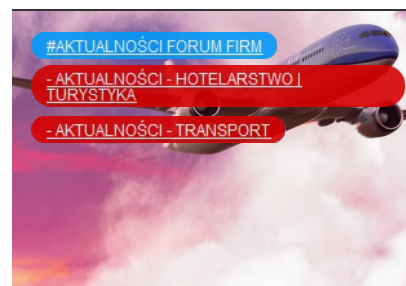 #AKTUALNOŚCI FORUM FIRM
- AKTUALNOŚCI - HOTELARSTWO I
TURYSTYKA
- AKTUALNOŚCI - TRANSPORT